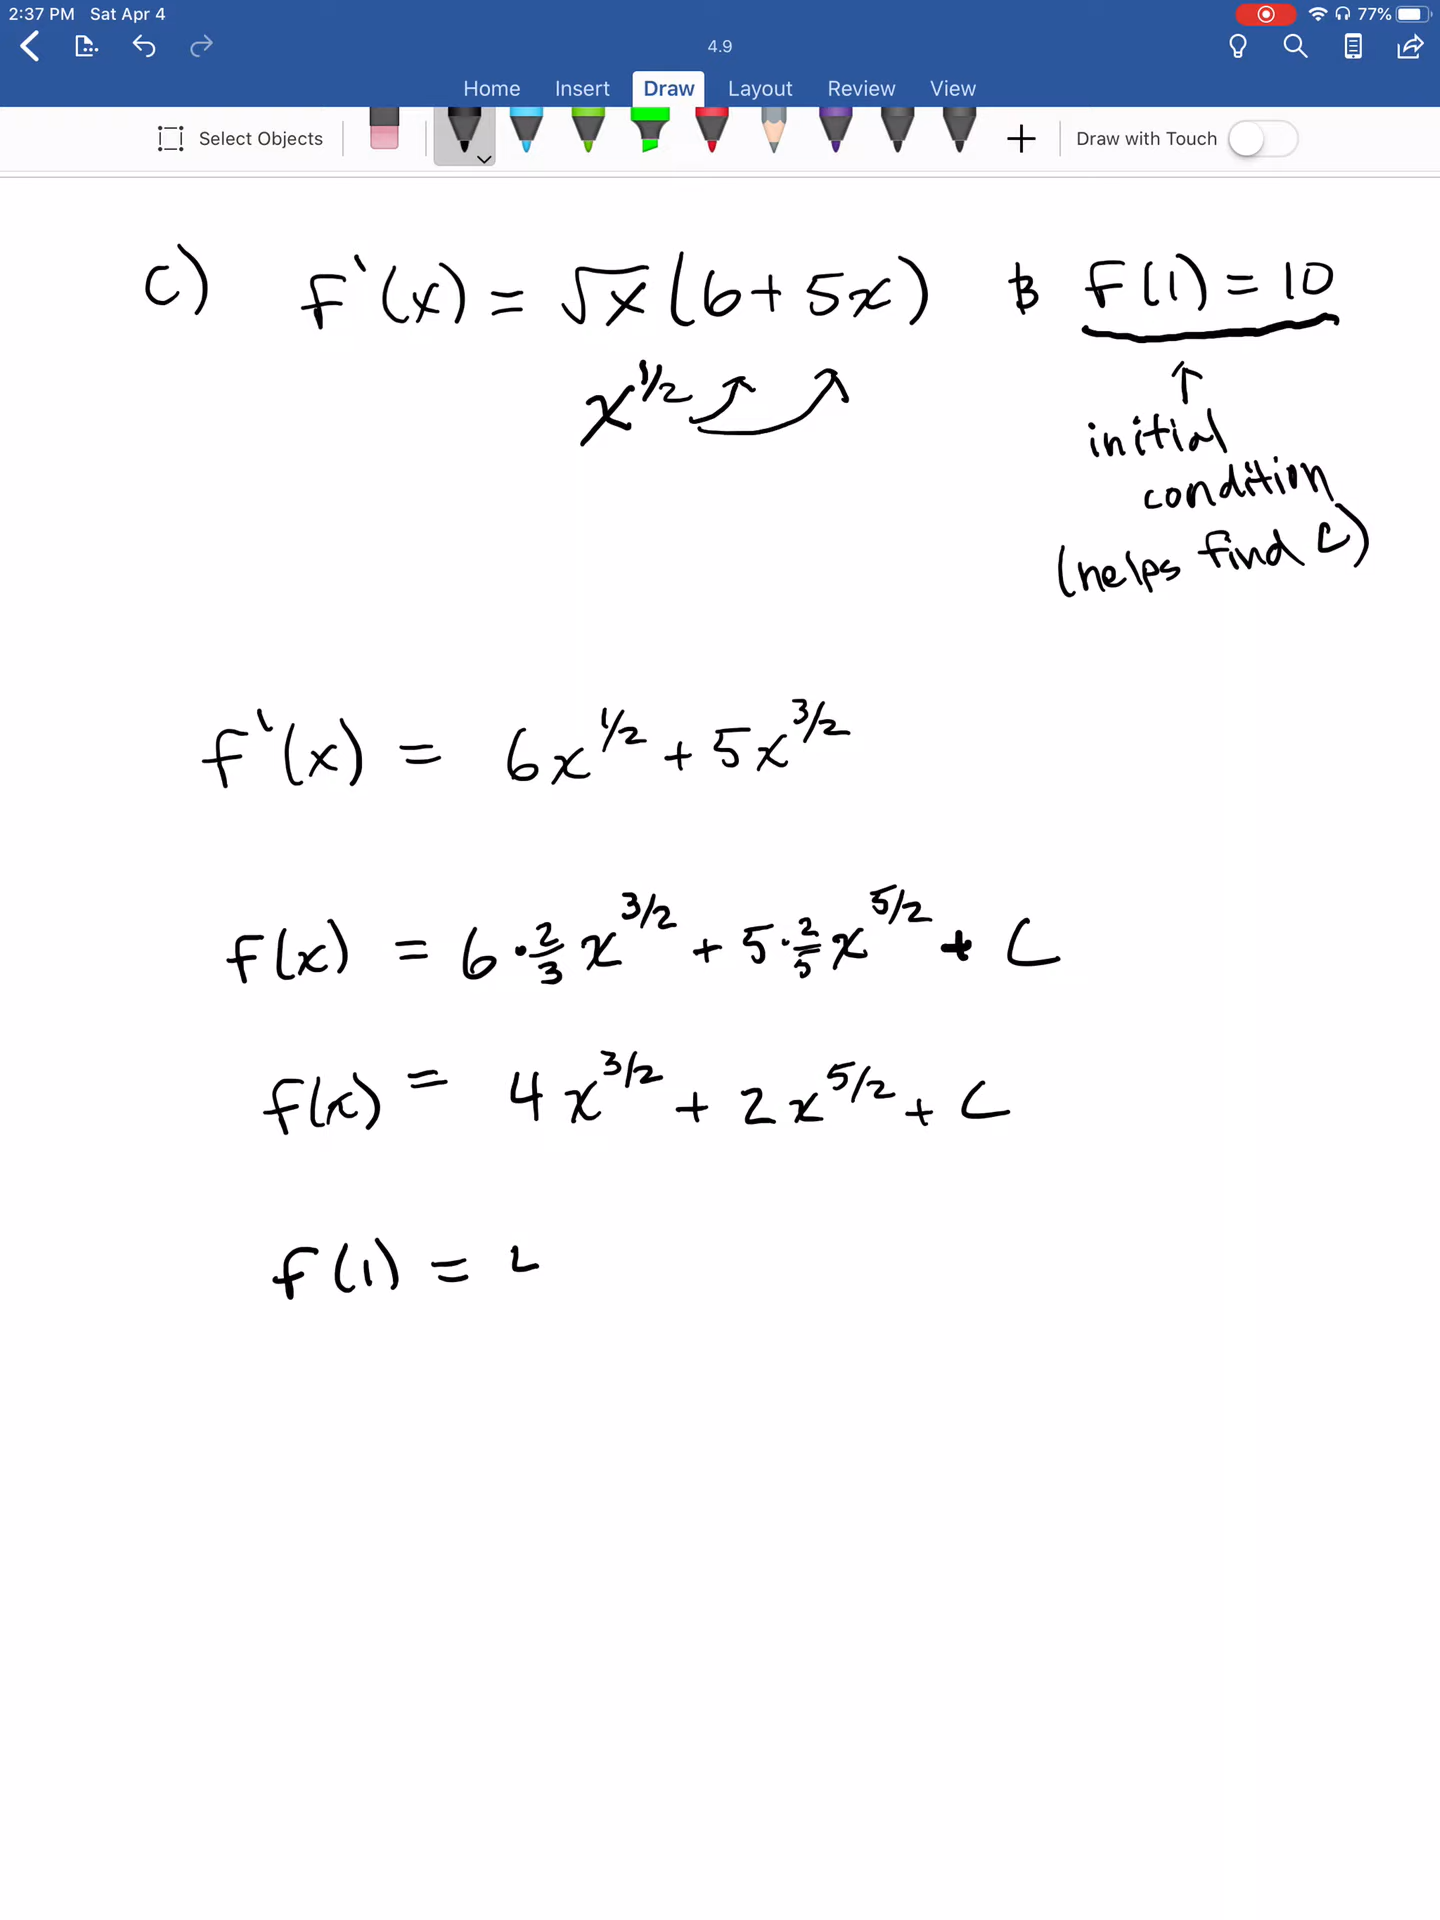 2:37 PM Sat Apr 4 77%
4.9
Home Insert Draw Layout Review View
Select Objects Draw with Touch
c) f'(x) = √x (6 + 5x) & f(1) = 10
x^1/2
initial
condition
(helps find C)
f'(x) = 6x^1/2 + 5x^3/2
f(x) = 6 · 2/3 x^3/2 + 5 · 2/5 x^5/2 + C
f(x) = 4x^3/2 + 2x^5/2 + C
f(1) =